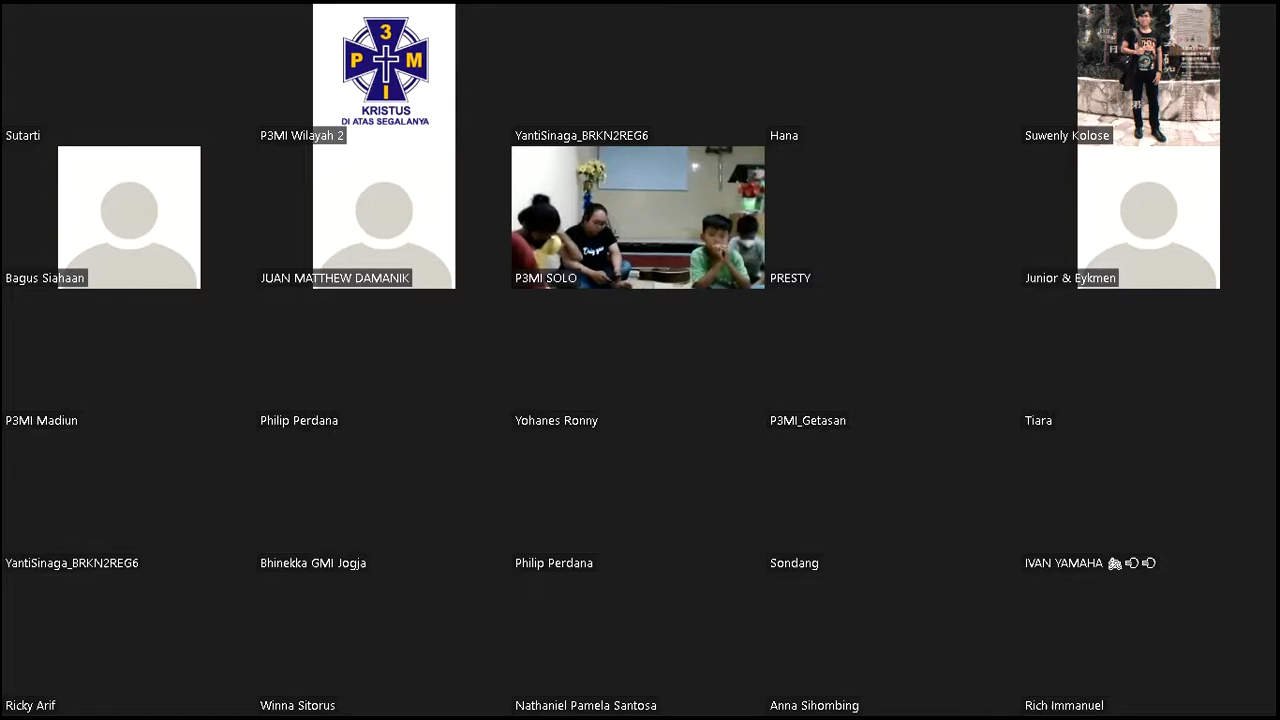 3
P M
I
KRISTUS
DI ATAS SEGALANYA
Sutarti
P3MI Wilayah 2
YantiSinaga_BRKN2REG6
Hana
Suwenly Kolose
Bagus Siahaan
JUAN MATTHEW DAMANIK
P3MI SOLO
PRESTY
Junior & Eykmen
P3MI Madiun
Philip Perdana
Yohanes Ronny
P3MI_Getasan
Tiara
YantiSinaga_BRKN2REG6
Bhinekka GMI Jogja
Philip Perdana
Sondang
IVAN YAMAHA
Ricky Arif
Winna Sitorus
Nathaniel Pamela Santosa
Anna Sihombing
Rich Immanuel